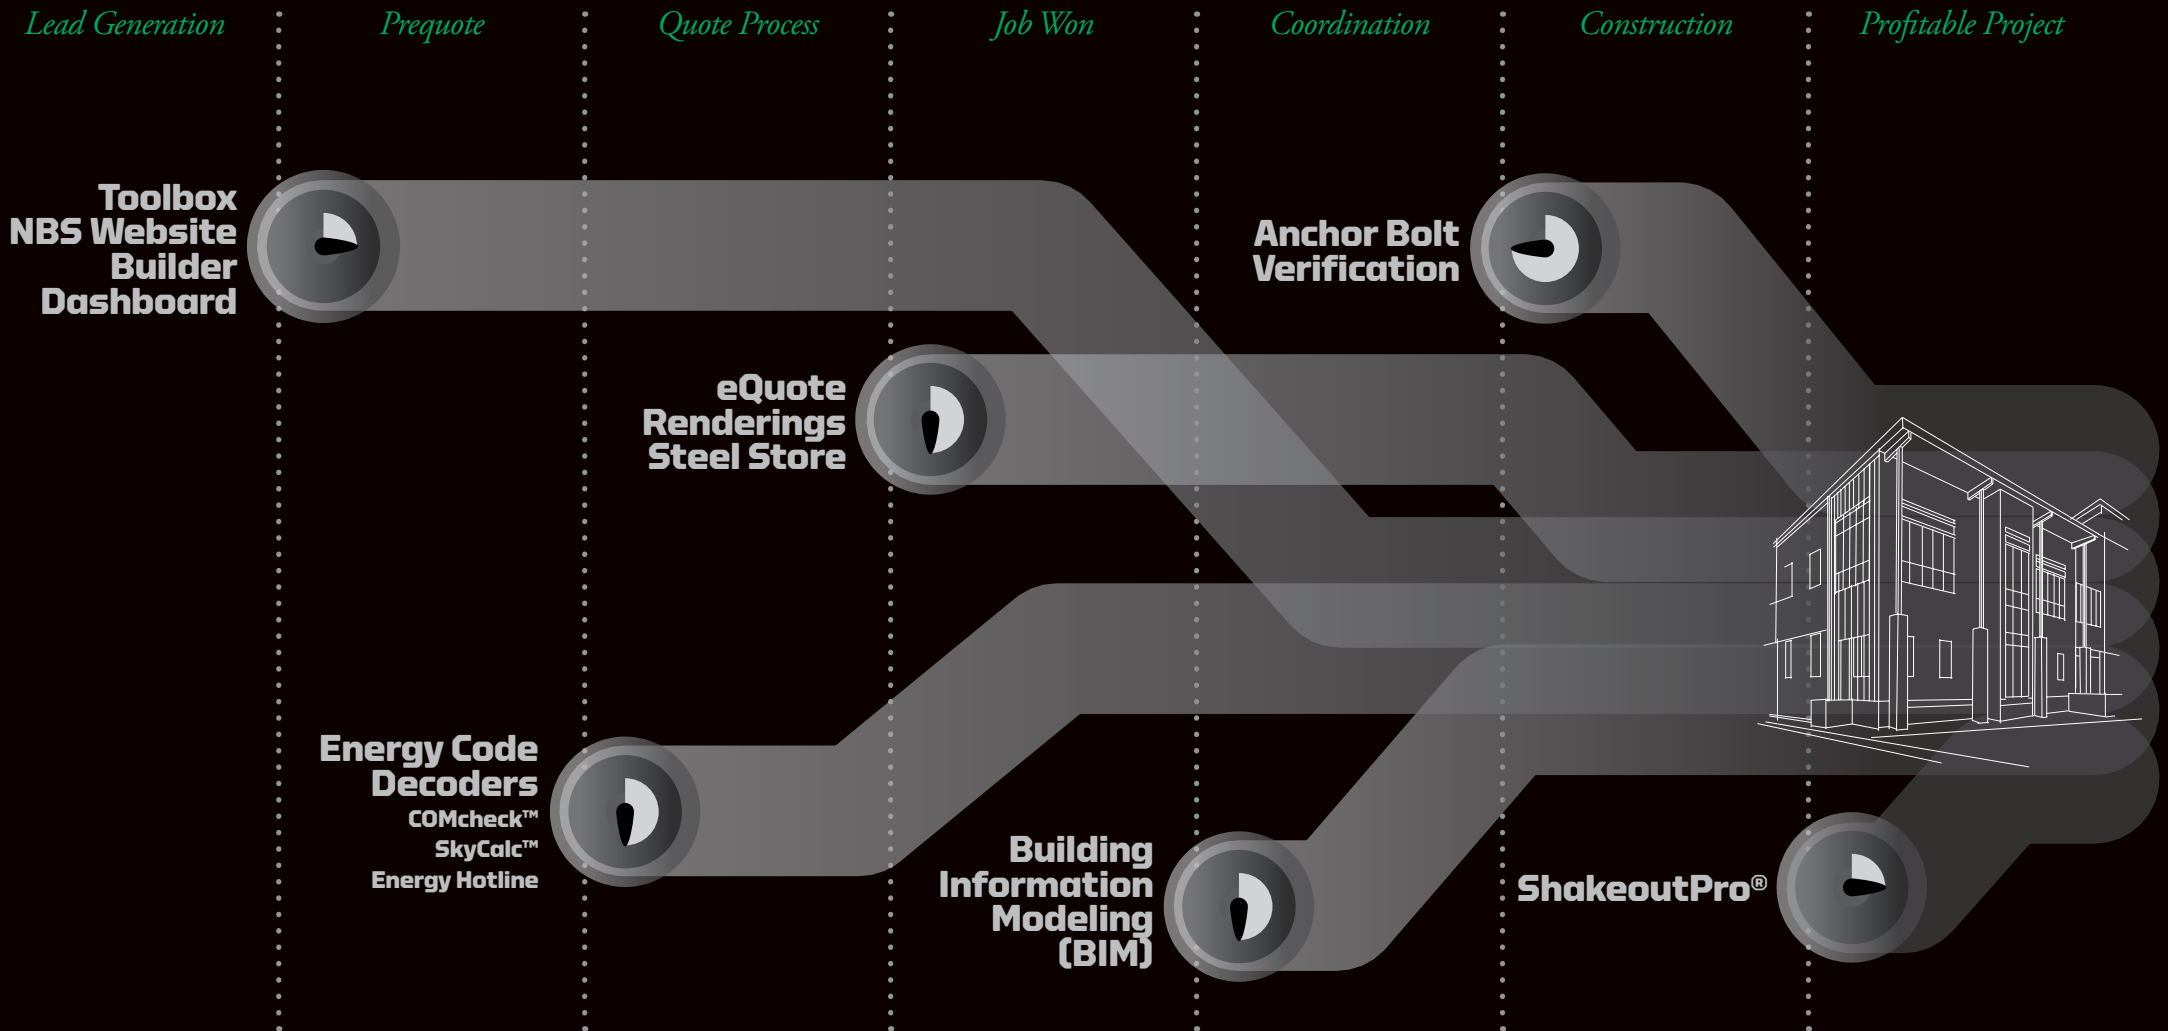 Lead Generation
Prequote
Quote Process
Job Won
Coordination
Construction
Profitable Project
Toolbox
NBS Website
Builder
Dashboard
Anchor Bolt
Verification
eQuote
Renderings
Steel Store
Energy Code
Decoders
COMcheck™
SkyCalc™
Energy Hotline
Building
Information
Modeling
(BIM)
ShakeoutPro®